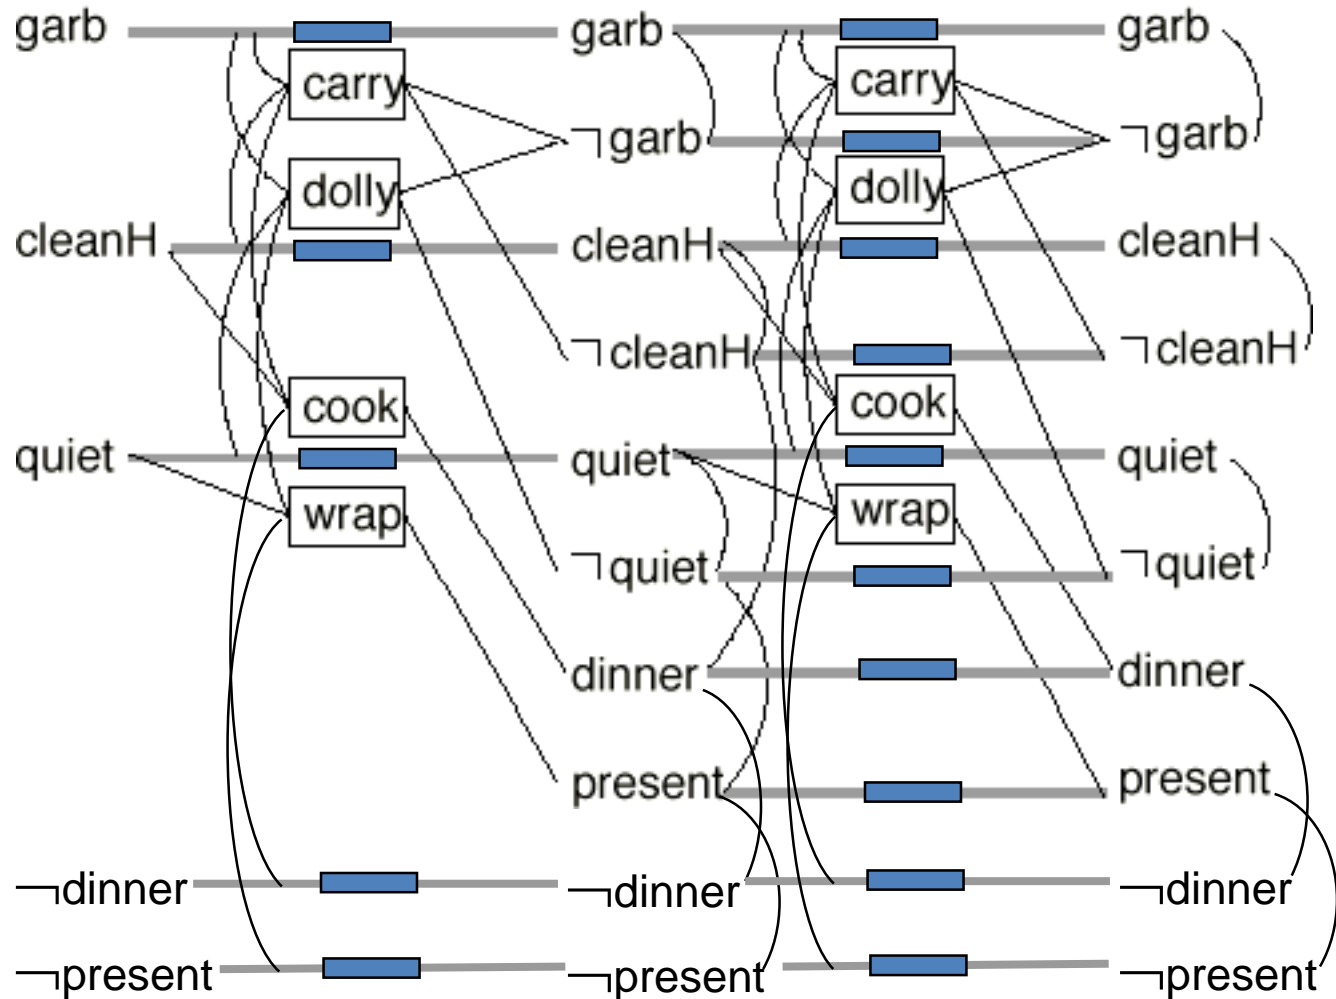 garb garb garb
carry carry
¬garb ¬garb
dolly dolly
cleanH cleanH cleanH
¬cleanH ¬cleanH
cook cook
quiet quiet quiet
wrap wrap
¬quiet ¬quiet
dinner dinner
present present
¬dinner ¬dinner ¬dinner
¬present ¬present ¬present